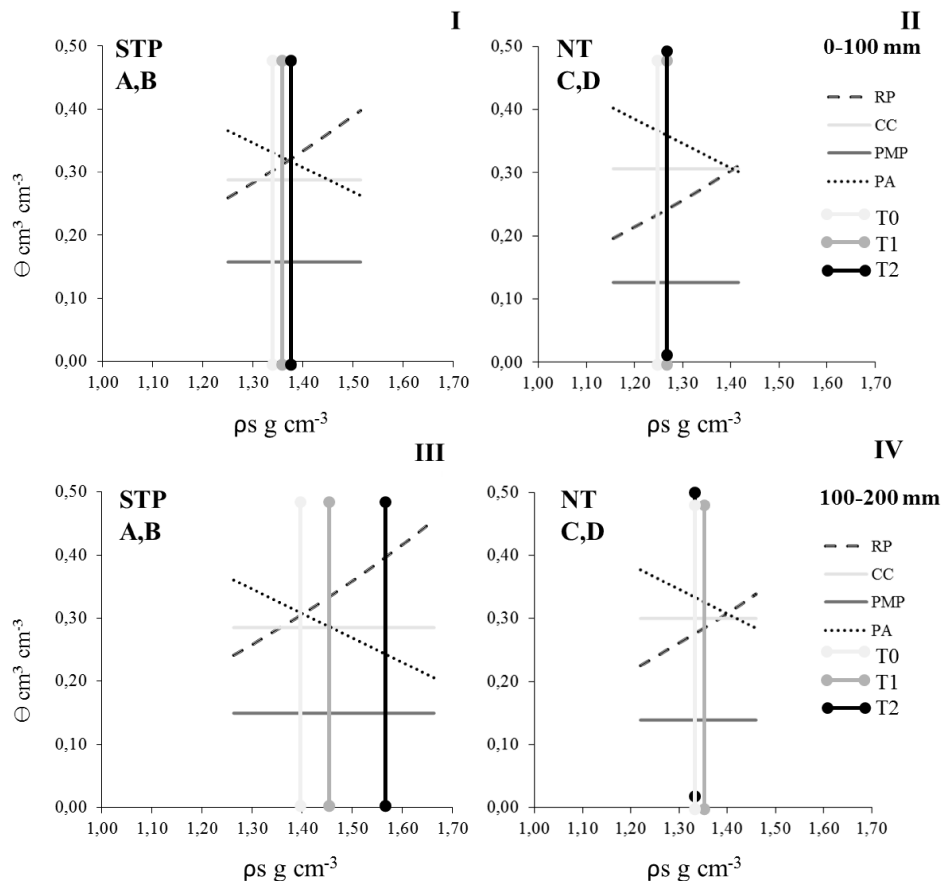 I
STP
A,B
0,50
0,40
0,30
0,20
0,10
0,00
Θ cm³ cm⁻³
1,00 1,10 1,20 1,30 1,40 1,50 1,60 1,70
ρs g cm⁻³
II
0-100 mm
NT
C,D
0,50
0,40
0,30
0,20
0,10
0,00
1,00 1,10 1,20 1,30 1,40 1,50 1,60 1,70
ρs g cm⁻³
RP
CC
PMP
PA
T0
T1
T2
III
STP
A,B
0,50
0,40
0,30
0,20
0,10
0,00
Θ cm³ cm⁻³
1,00 1,10 1,20 1,30 1,40 1,50 1,60 1,70
ρs g cm⁻³
IV
100-200 mm
NT
C,D
0,50
0,40
0,30
0,20
0,10
0,00
1,00 1,10 1,20 1,30 1,40 1,50 1,60 1,70
ρs g cm⁻³
RP
CC
PMP
PA
T0
T1
T2